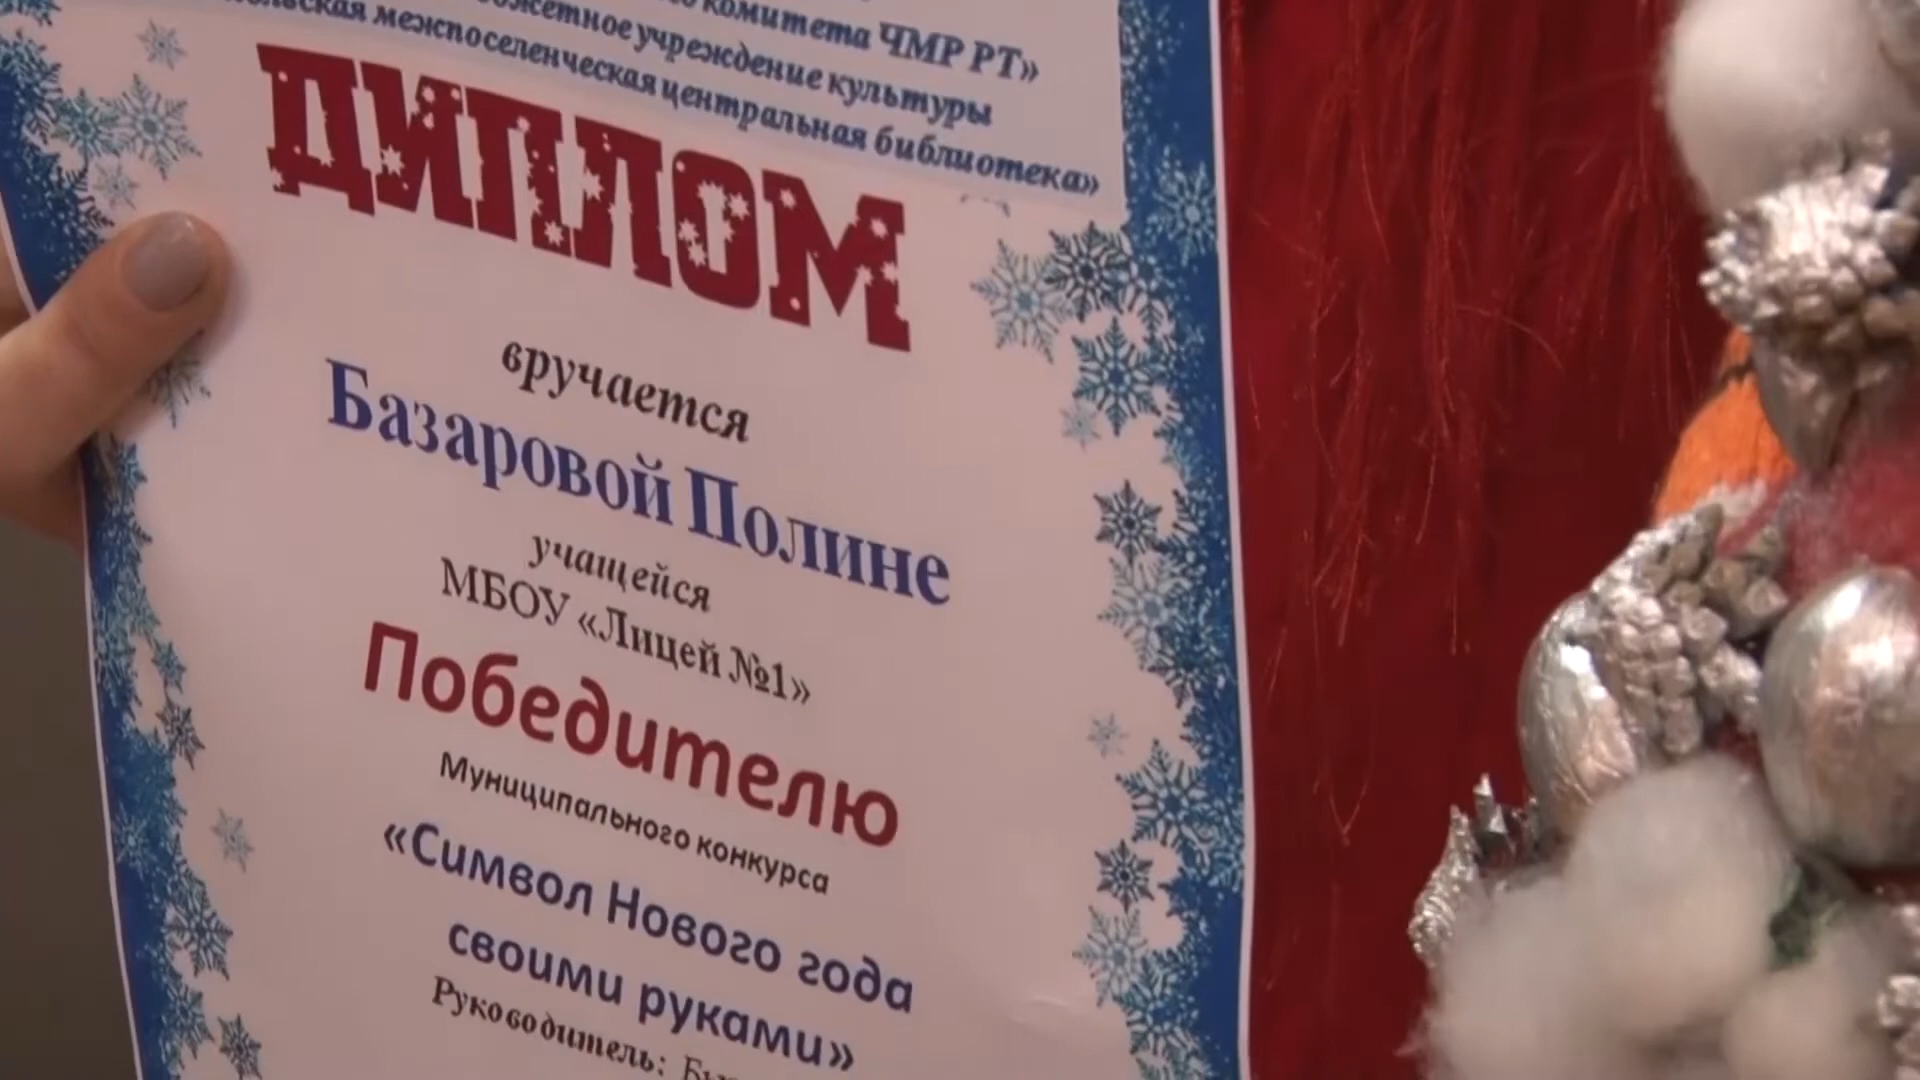 комитета ЧМР РТ»
учреждение культуры
межпоселенческая центральная библиотека»
ДИПЛОМ
вручается
Базаровой Полине
учащейся
МБОУ «Лицей №1»
Победителю
Муниципального конкурса
«Символ Нового года
своими руками»
Руководитель: